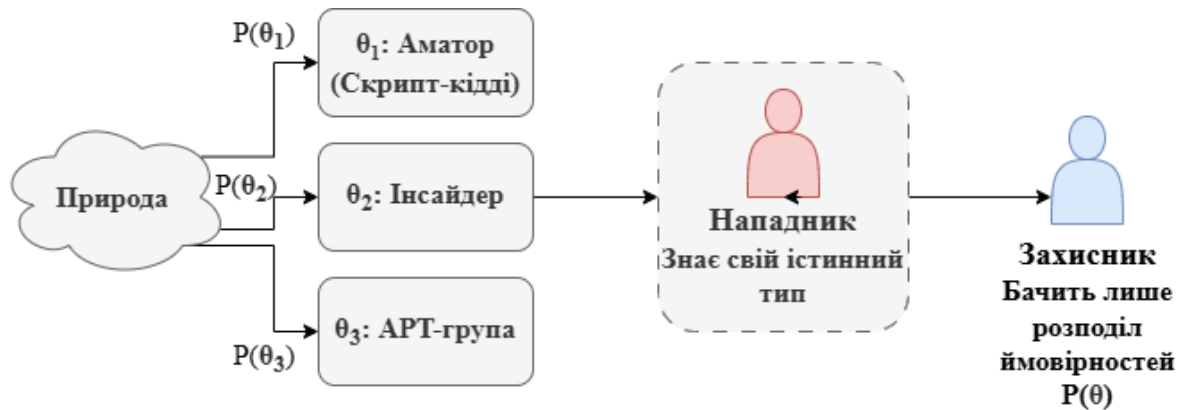 P(θ₁)
θ₁: Аматор
(Скрипт-кідді)
Природа
P(θ₂)
θ₂: Інсайдер
P(θ₃)
θ₃: АРТ-група
Нападник
Знає свій істинний
тип
Захисник
Бачить лише
розподіл
ймовірностей
P(θ)